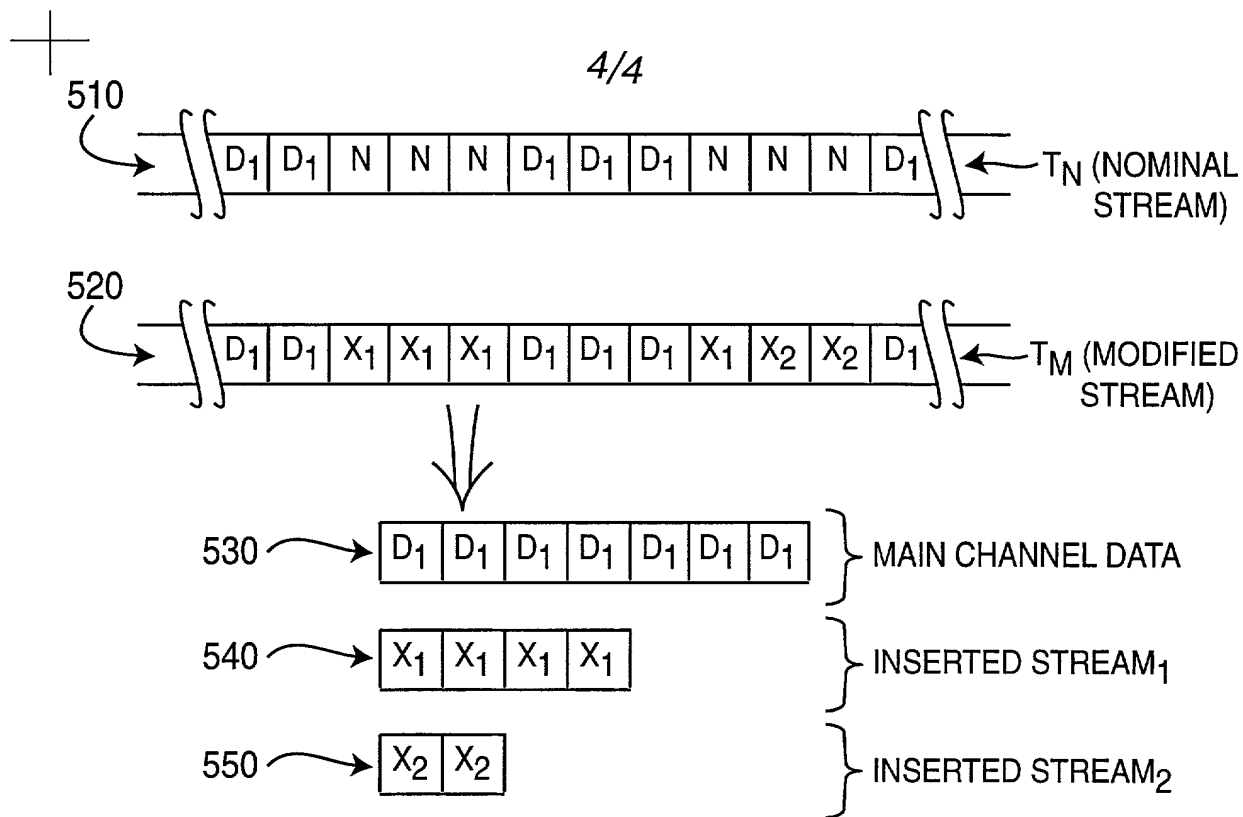 4/4
510
D₁ D₁ N N N D₁ D₁ D₁ N N N D₁
T_N (NOMINAL
STREAM)
520
D₁ D₁ X₁ X₁ X₁ D₁ D₁ D₁ X₁ X₂ X₂ D₁
T_M (MODIFIED
STREAM)
530 D₁ D₁ D₁ D₁ D₁ D₁ D₁ MAIN CHANNEL DATA
540 X₁ X₁ X₁ X₁ INSERTED STREAM₁
550 X₂ X₂ INSERTED STREAM₂